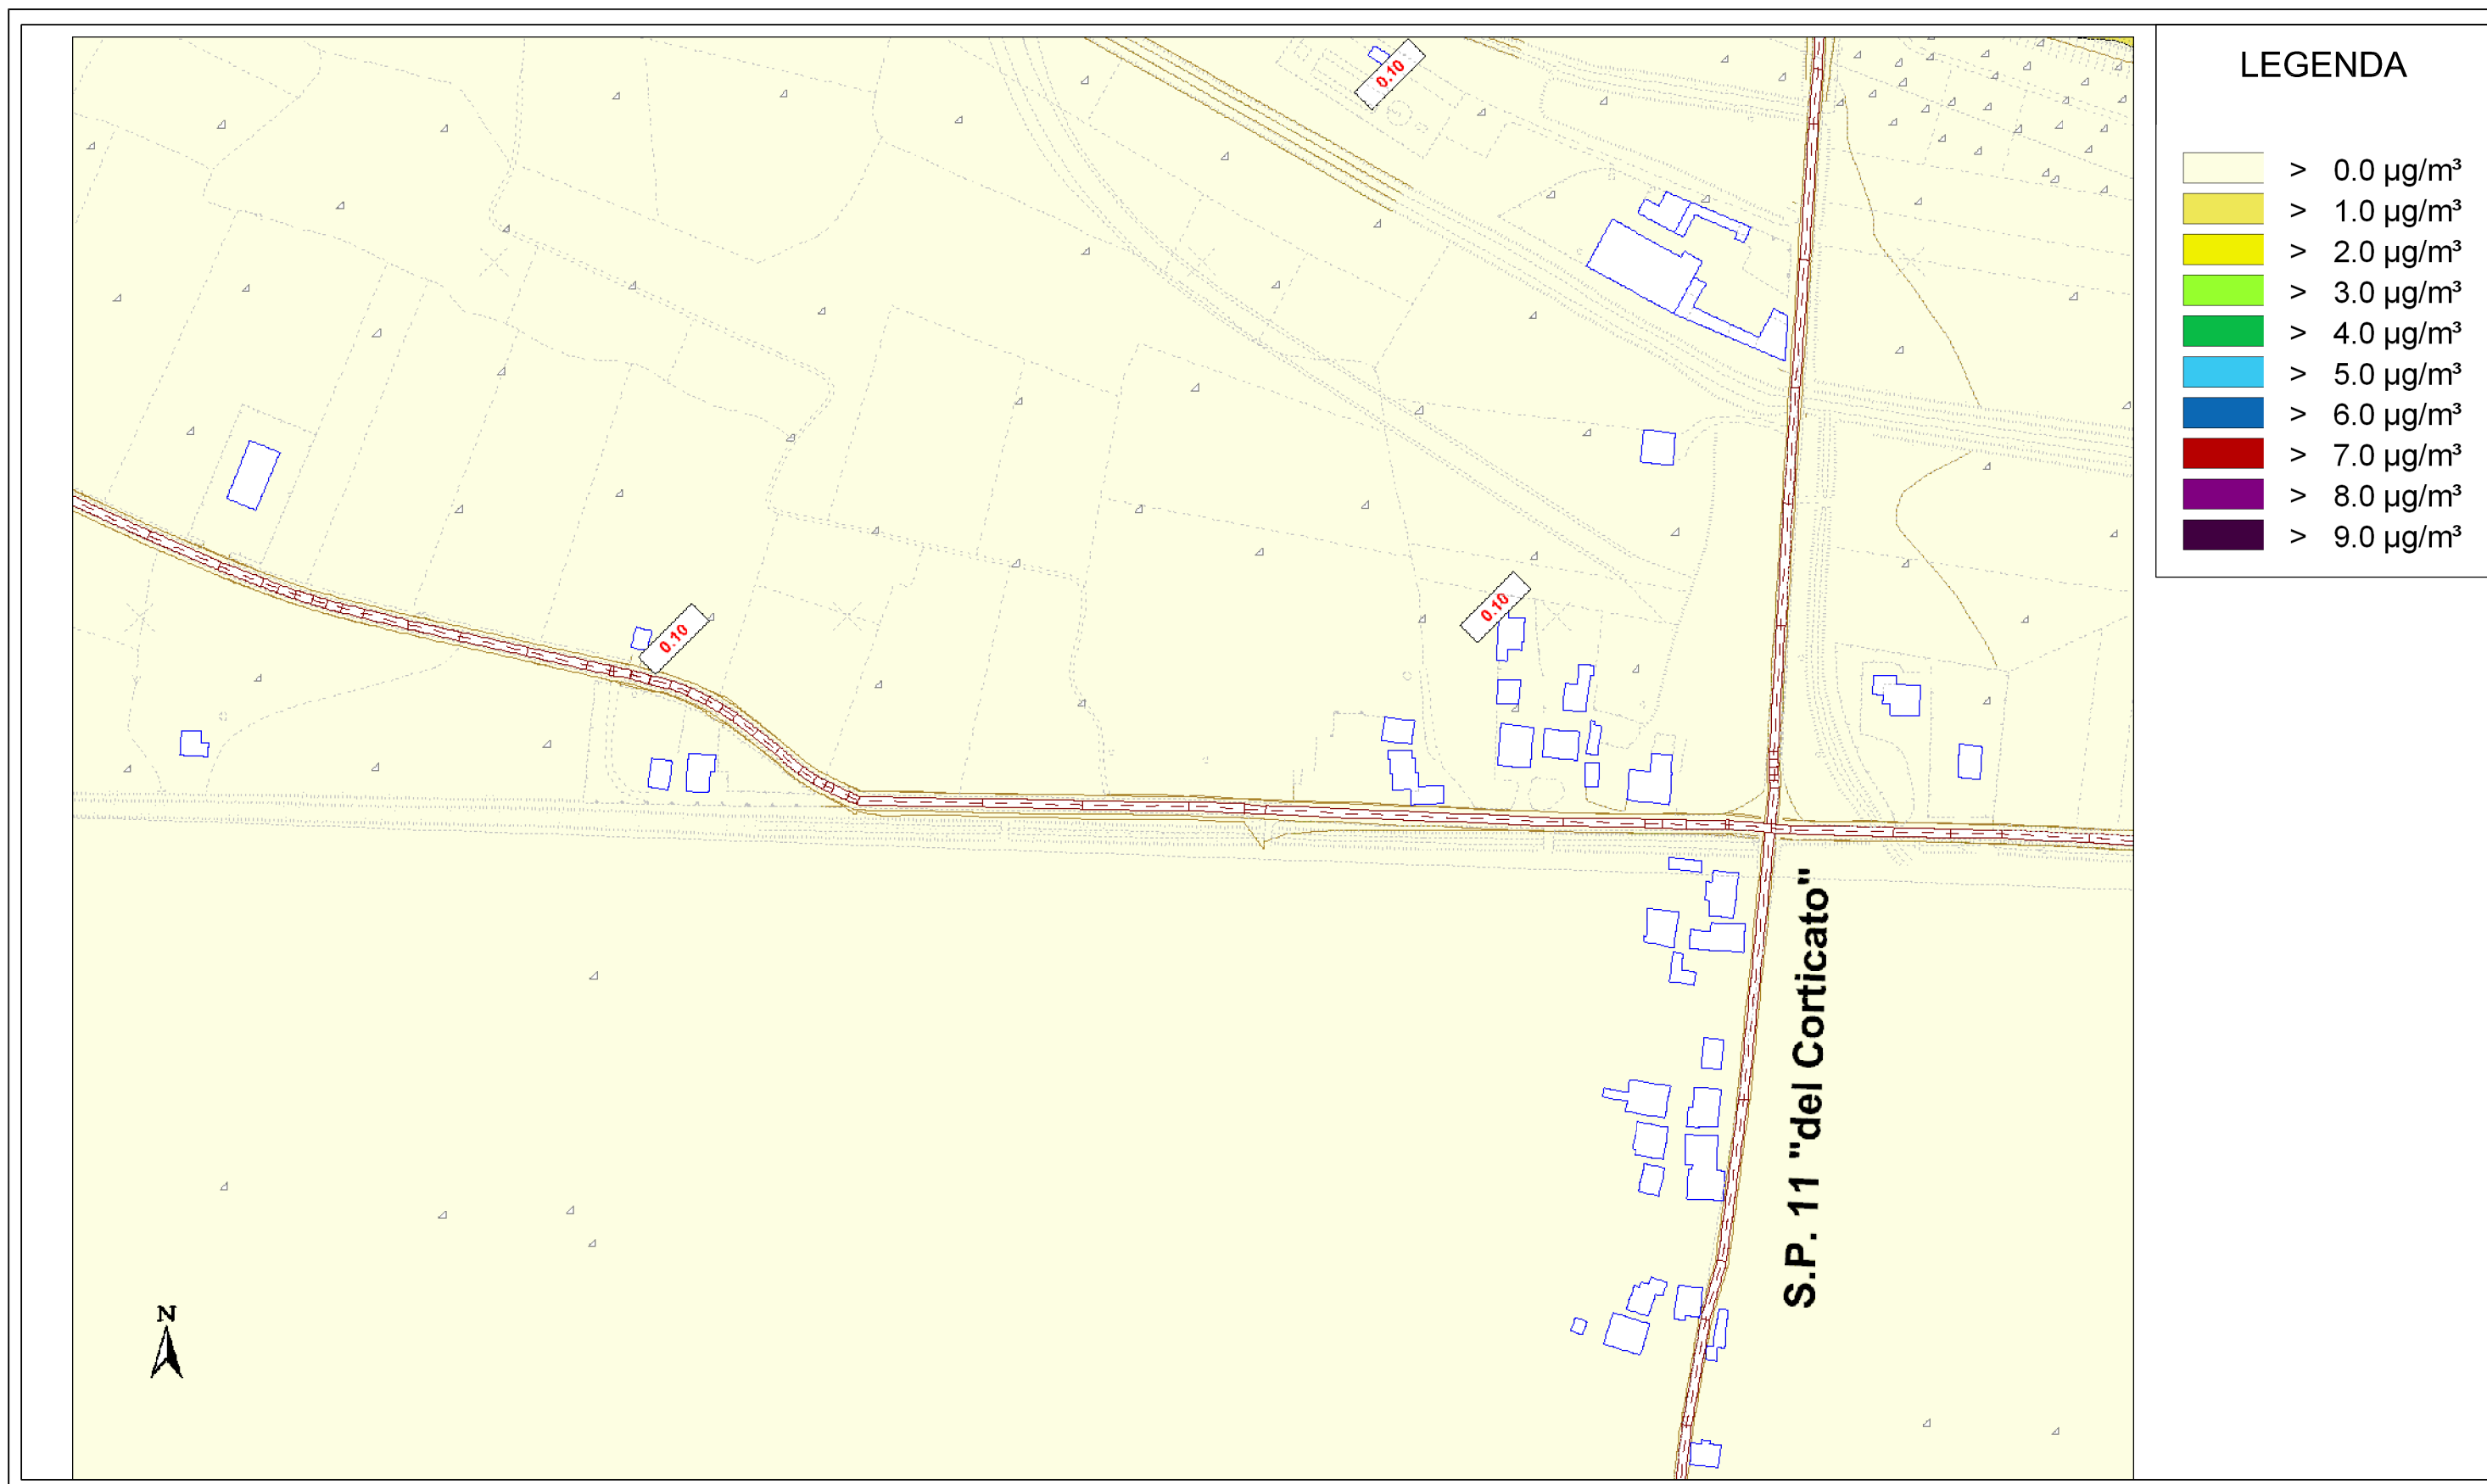 LEGENDA
> 0.0 µg/m³
> 1.0 µg/m³
> 2.0 µg/m³
> 3.0 µg/m³
> 4.0 µg/m³
> 5.0 µg/m³
> 6.0 µg/m³
> 7.0 µg/m³
> 8.0 µg/m³
> 9.0 µg/m³
0.10
0.10
0.10
S.P. 11 "del Corticato"
N